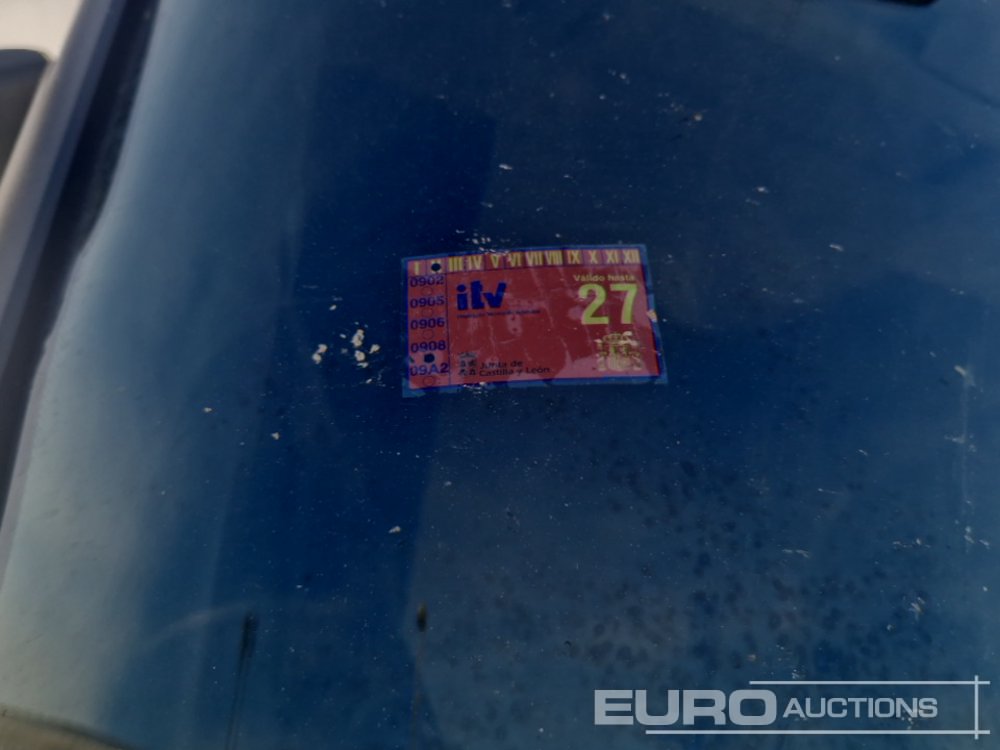 I III IV V VI VII VIII IX X XI XII
0902
0905
0906
0908
09A2
itv
Válido hasta
27
Junta de
Castilla y León
EURO AUCTIONS